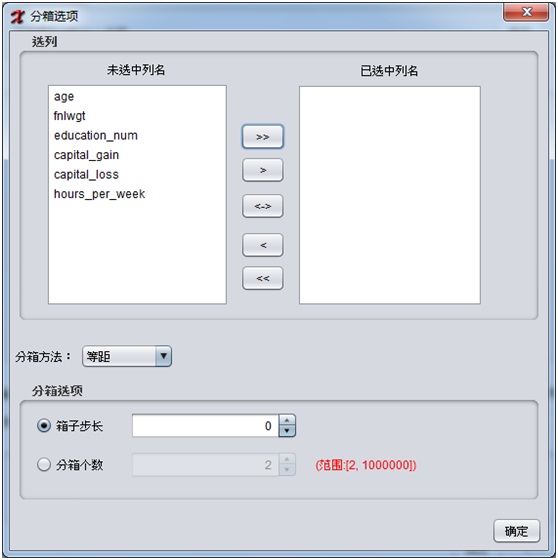 分箱选项
选列
未选中列名
已选中列名
age
fnlwgt
education_num
capital_gain
capital_loss
hours_per_week
>>
>
<->
<
<<
分箱方法： 等距
分箱选项
箱子步长 0
分箱个数 2 (范围:[2, 1000000])
确定